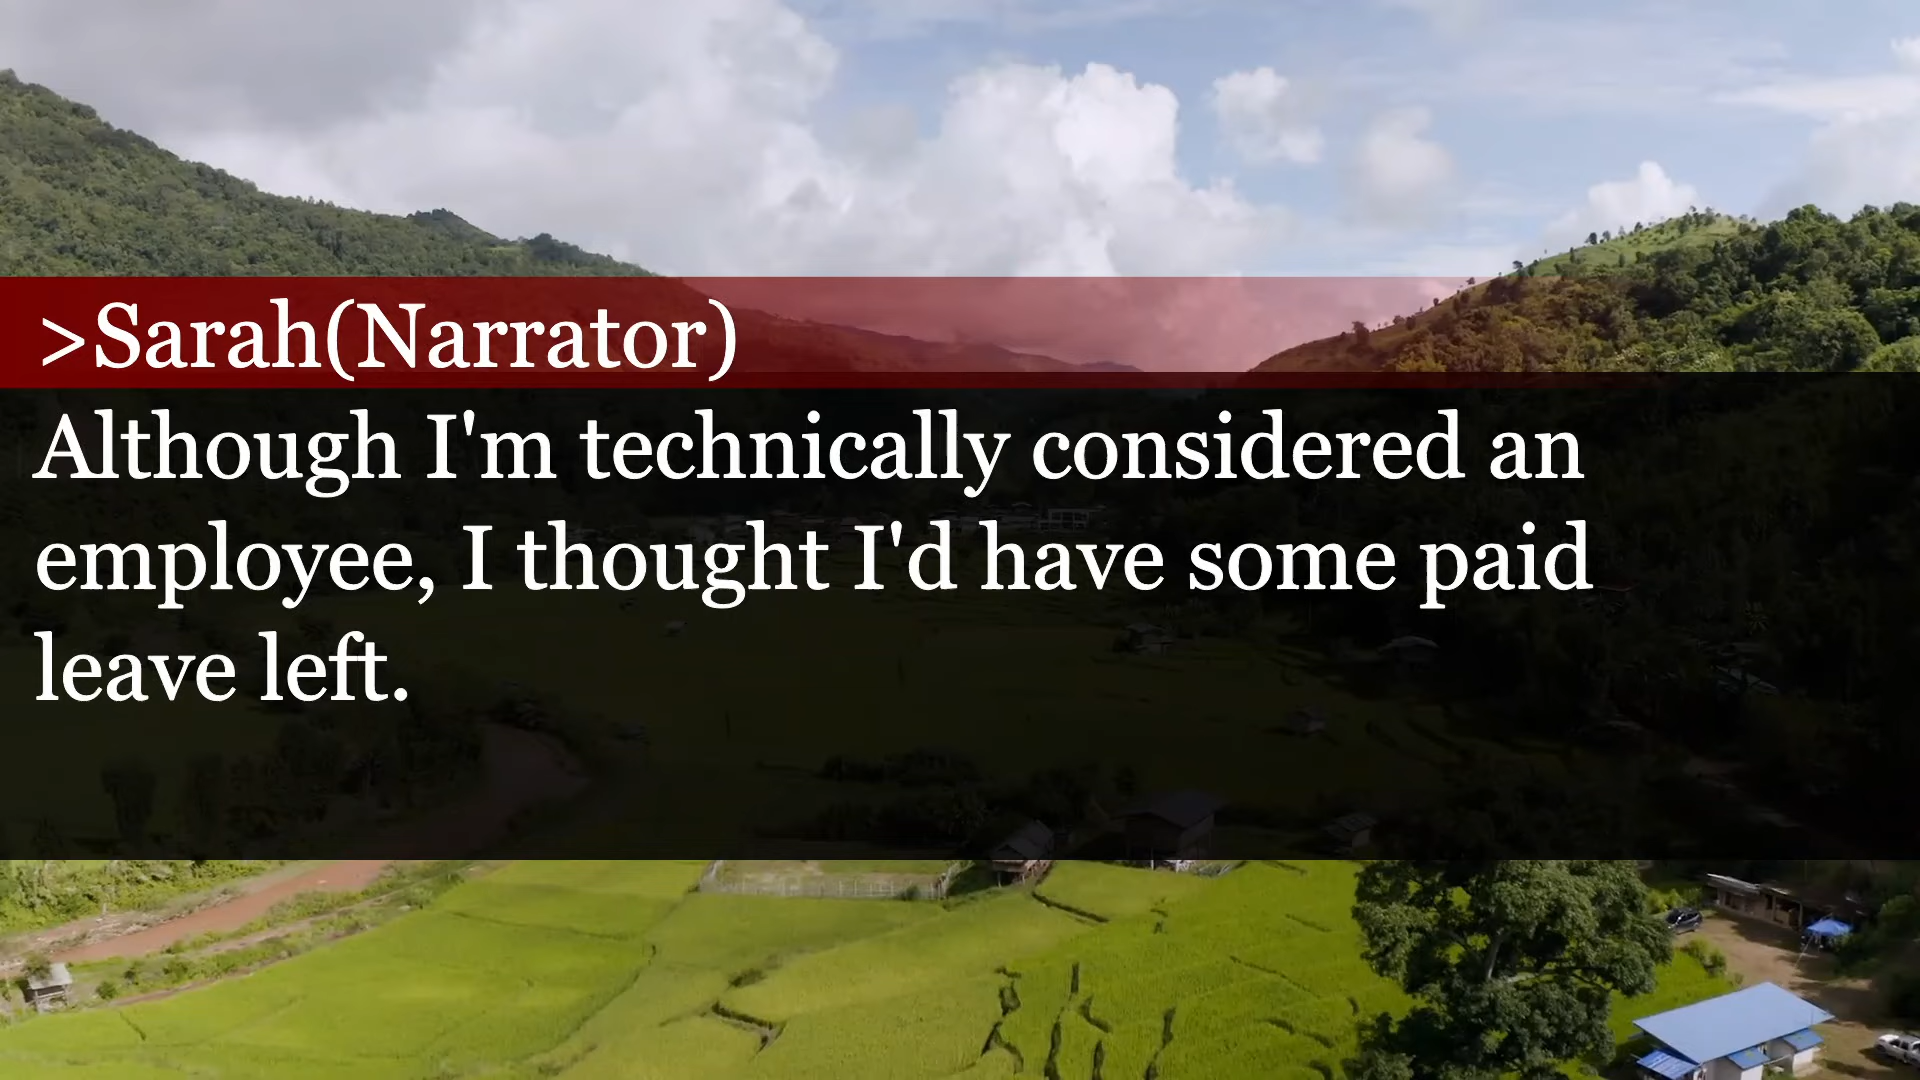 >Sarah(Narrator)
Although I'm technically considered an
employee, I thought I'd have some paid
leave left.